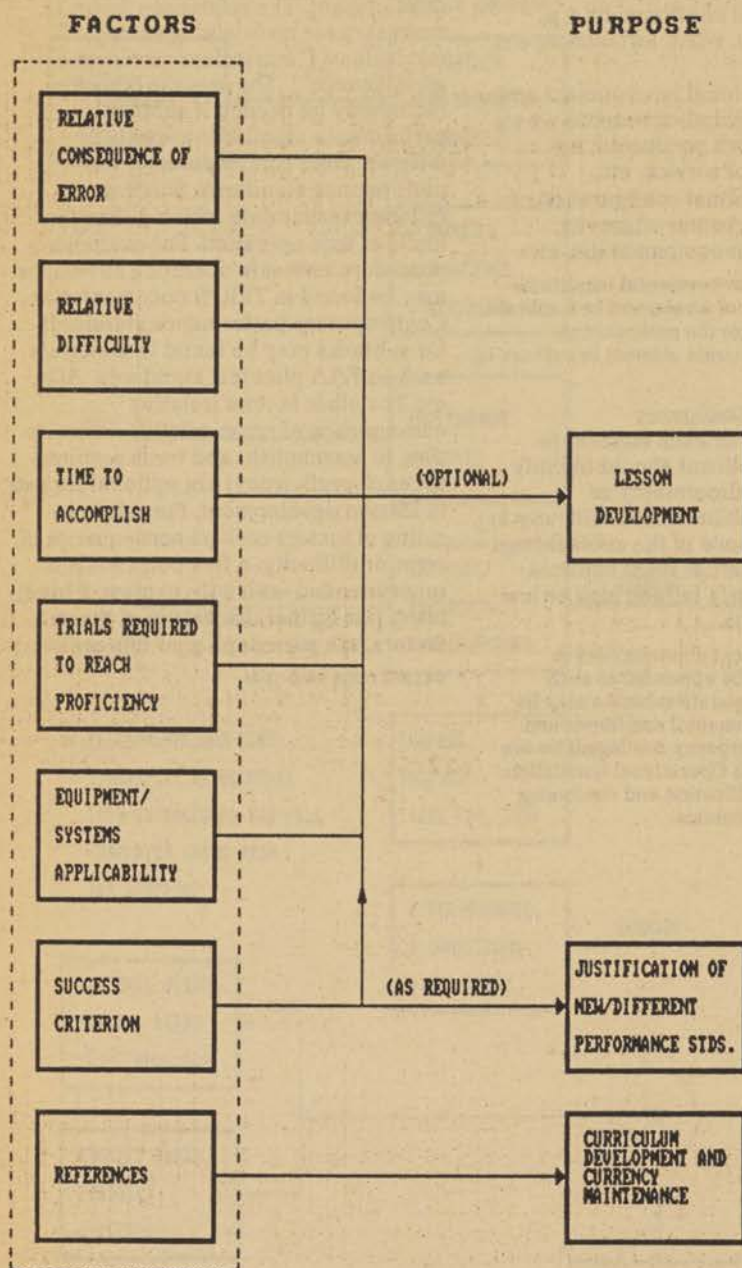 FACTORS
PURPOSE
RELATIVE
CONSEQUENCE OF
ERROR
RELATIVE
DIFFICULTY
TIME TO
ACCOMPLISH
(OPTIONAL)
LESSON
DEVELOPMENT
TRIALS REQUIRED
TO REACH
PROFICIENCY
EQUIPMENT/
SYSTEMS
APPLICABILITY
SUCCESS
CRITERION
(AS REQUIRED)
JUSTIFICATION OF
NEW/DIFFERENT
PERFORMANCE STDS.
REFERENCES
CURRICULUM
DEVELOPMENT AND
CURRENCY
MAINTENANCE